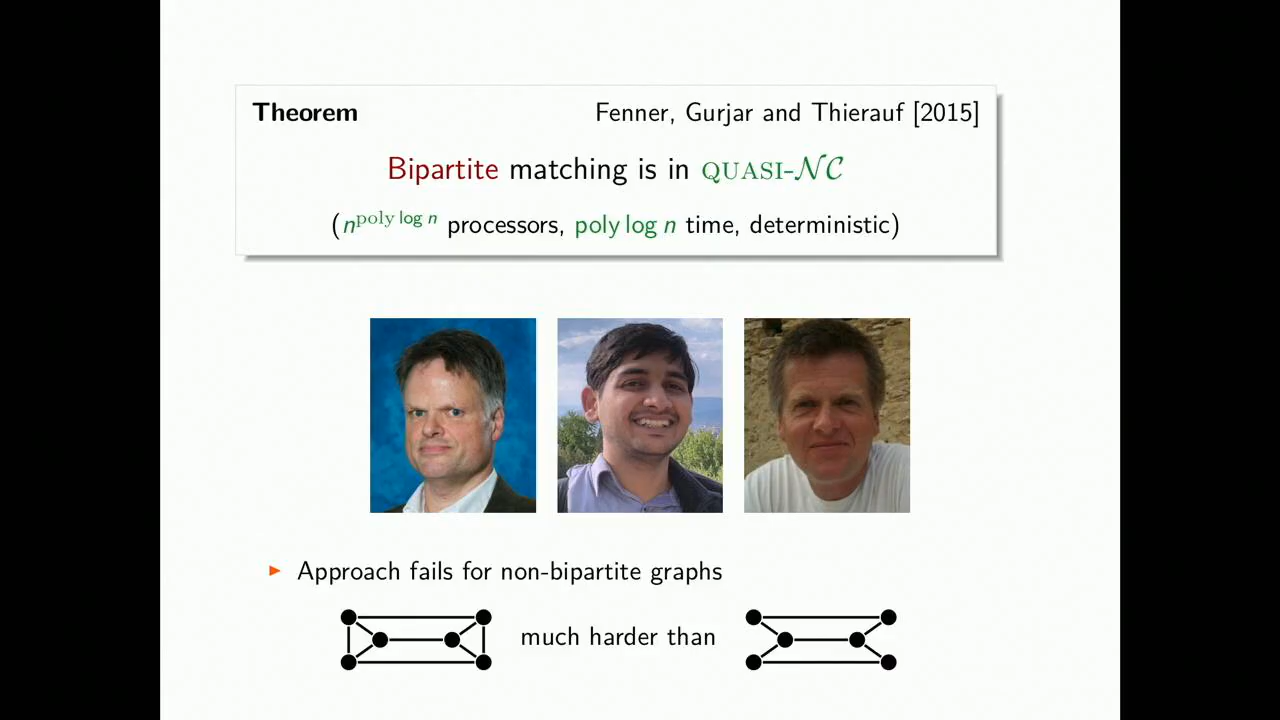 Theorem Fenner, Gurjar and Thierauf [2015]
Bipartite matching is in QUASI-𝒩𝒞
(n^{poly log n} processors, poly log n time, deterministic)
▶ Approach fails for non-bipartite graphs
much harder than